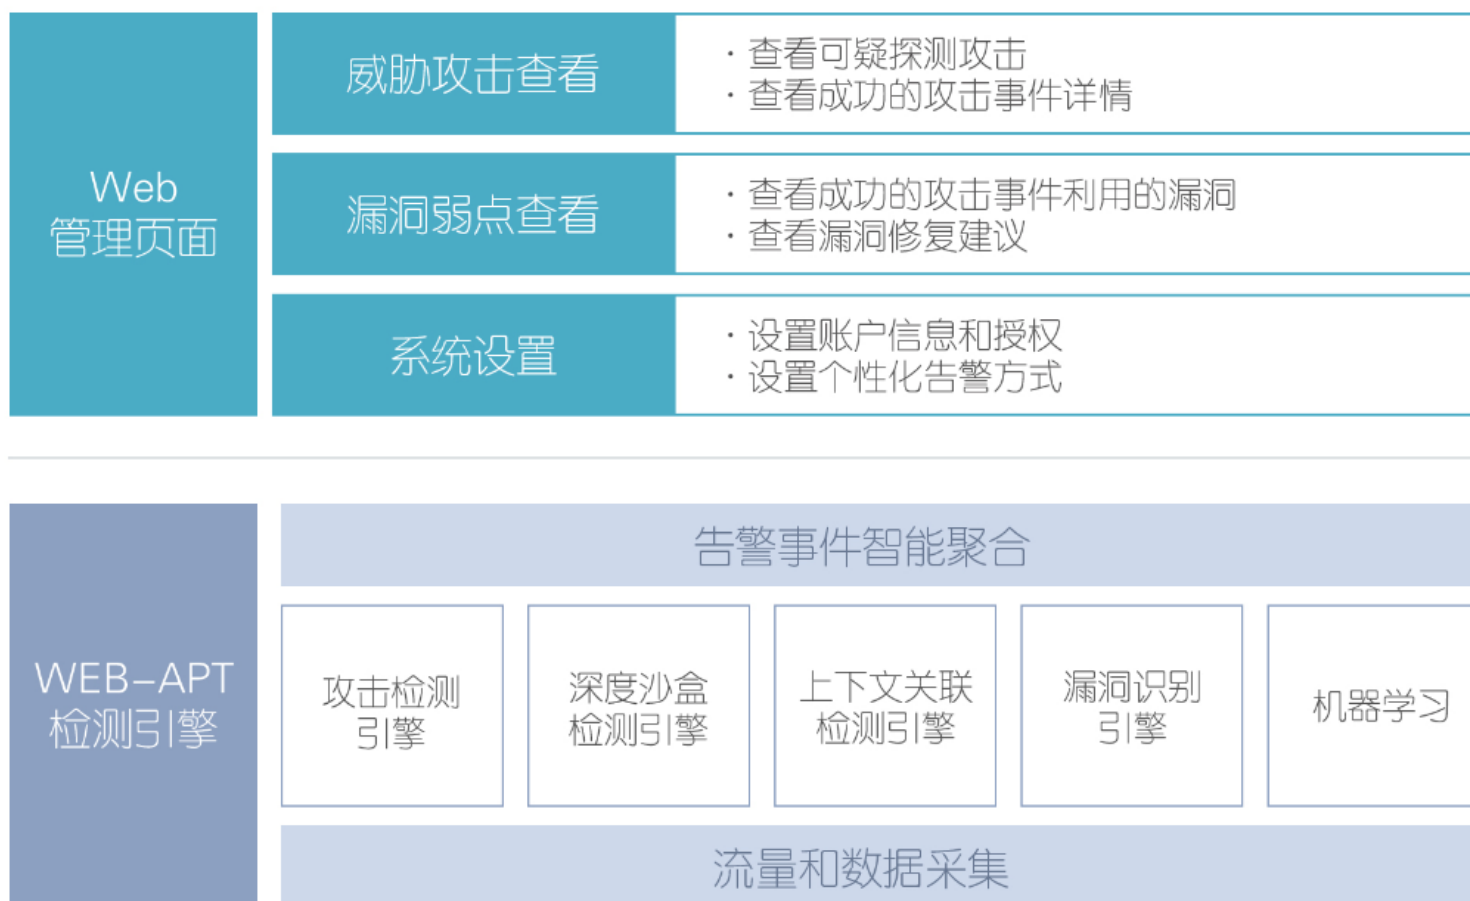 Web
管理页面
威胁攻击查看
· 查看可疑探测攻击
· 查看成功的攻击事件详情
漏洞弱点查看
· 查看成功的攻击事件利用的漏洞
· 查看漏洞修复建议
系统设置
· 设置账户信息和授权
· 设置个性化告警方式
WEB-APT
检测引擎
告警事件智能聚合
攻击检测
引擎
深度沙盒
检测引擎
上下文关联
检测引擎
漏洞识别
引擎
机器学习
流量和数据采集